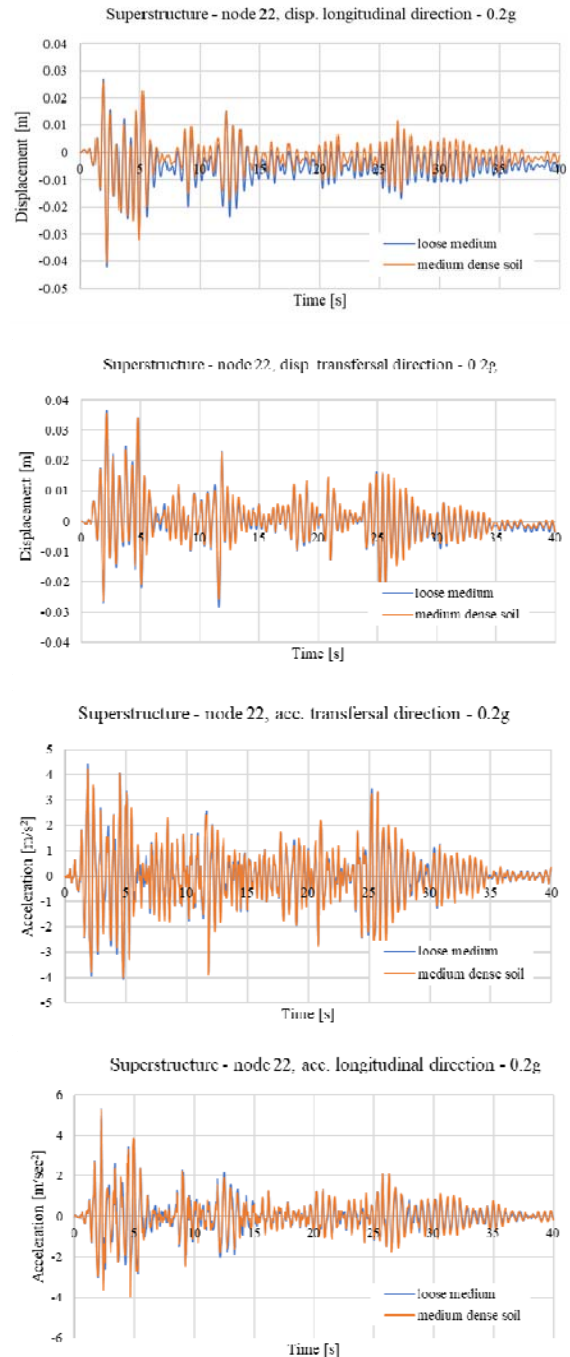 Superstructure - node 22, disp. longitudinal direction - 0.2g
0.04
0.03
0.02
0.01
0
-0.01
-0.02
-0.03
-0.04
-0.05
0 5 10 15 20 25 30 35 40
Displacement [m]
loose medium
medium dense soil
Time [s]
Superstructure - node 22, disp. transfersal direction - 0.2g
0.04
0.03
0.02
0.01
0
-0.01
-0.02
-0.03
-0.04
0 5 10 15 20 25 30 35 40
Displacement [m]
loose medium
medium dense soil
Time [s]
Superstructure - node 22, acc. transfersal direction - 0.2g
5
4
3
2
1
0
-1
-2
-3
-4
-5
0 5 10 15 20 25 30 35 40
Acceleration [m/s²]
loose medium
medium dense soil
Time [s]
Superstructure - node 22, acc. longitudinal direction - 0.2g
6
4
2
0
-2
-4
-6
0 5 10 15 20 25 30 35 40
Acceleration [m/sec²]
loose medium
medium dense soil
Time [s]